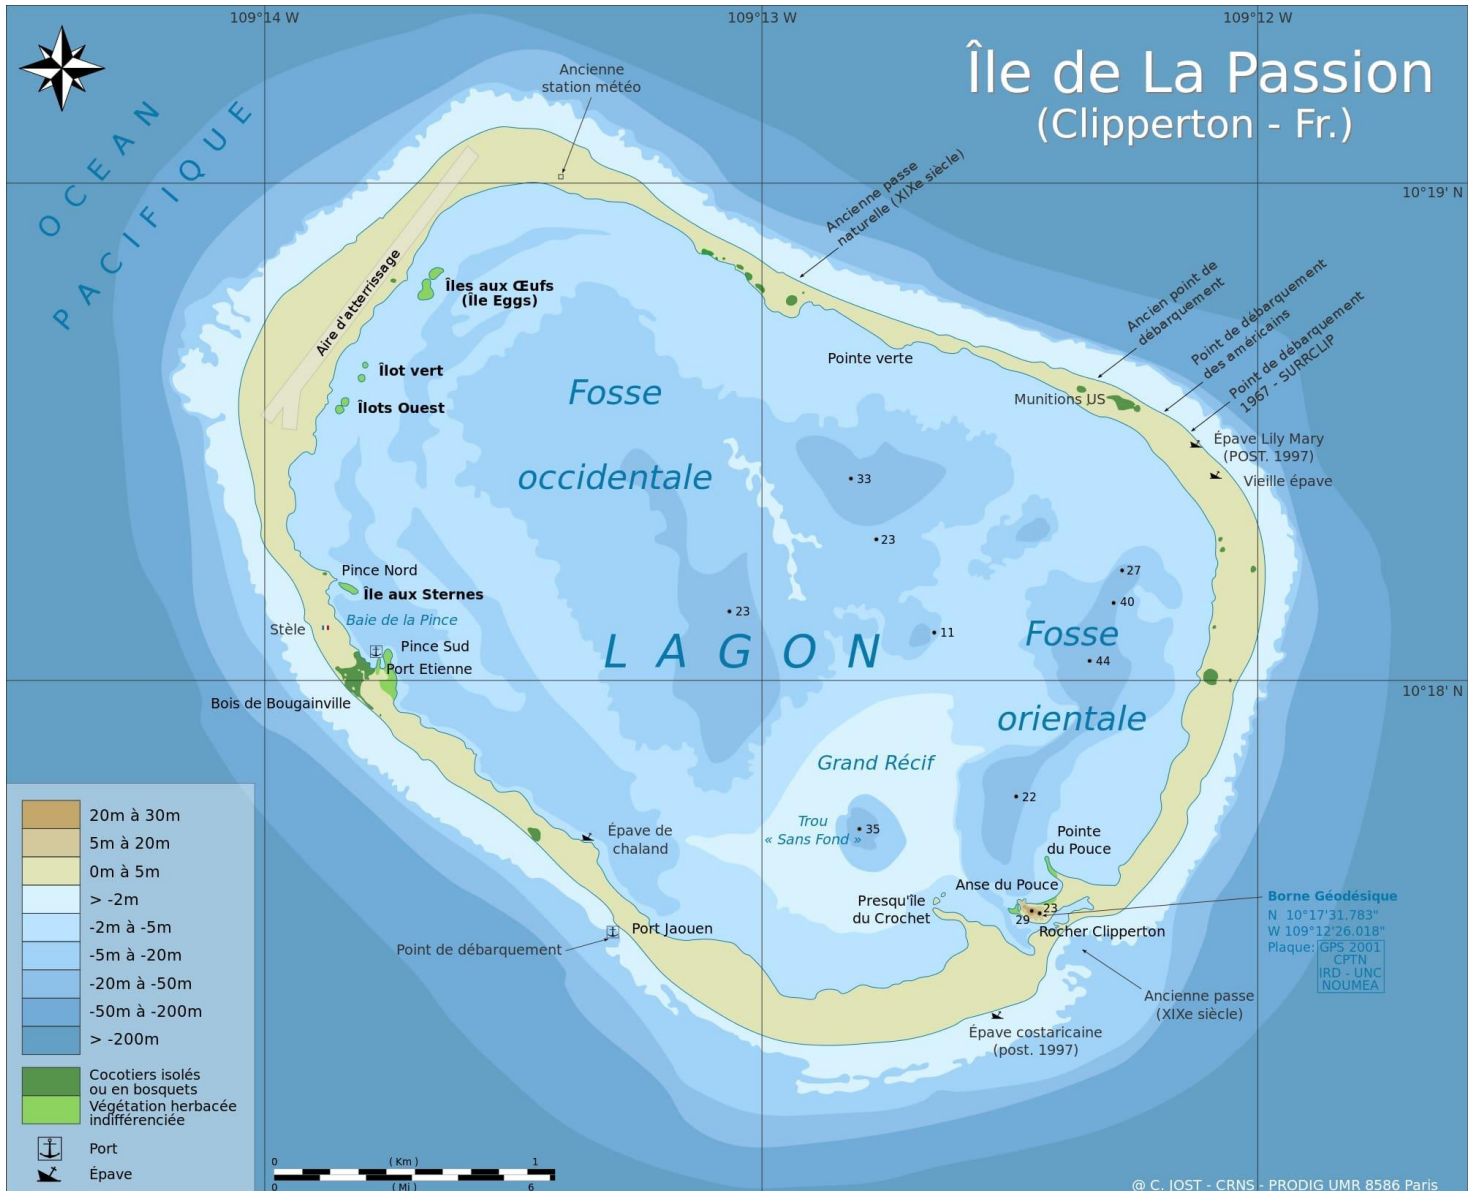 109°14 W
109°13 W
109°12 W
Île de La Passion
(Clipperton - Fr.)
OCEAN
PACIFIQUE
Ancienne
station météo
Ancienne passe
naturelle (XIXe siècle)
10°19' N
Aire d'atterrissage
Îles aux Œufs
(Île Eggs)
Ancien point de
débarquement
Point de débarquement
des américains
Point de débarquement
1967 - SURRCLIP
Pointe verte
Îlot vert
Îlots Ouest
Munitions US
Fosse
occidentale
Épave Lily Mary
(POST. 1997)
Vieille épave
33
23
27
40
Pince Nord
Île aux Sternes
Baie de la Pince
Stèle
23
11
LAGON
Fosse
orientale
44
Pince Sud
Port Etienne
Bois de Bougainville
10°18' N
Grand Récif
22
Trou
« Sans Fond »
35
Épave de
chaland
Pointe
du Pouce
Anse du Pouce
Presqu'île
du Crochet
23
29
Rocher Clipperton
Borne Géodésique
N 10°17'31.783"
W 109°12'26.018"
Plaque: GPS 2001
CPTN
IRD - UNC
NOUMEA
Port Jaouen
Point de débarquement
Ancienne passe
(XIXe siècle)
Épave costaricaine
(post. 1997)
20m à 30m
5m à 20m
0m à 5m
> -2m
-2m à -5m
-5m à -20m
-20m à -50m
-50m à -200m
> -200m
Cocotiers isolés
ou en bosquets
Végétation herbacée
indifférenciée
Port
Épave
0 ( Km ) 1
0 ( Mi ) 6
@ C. JOST - CRNS - PRODIG UMR 8586 Paris